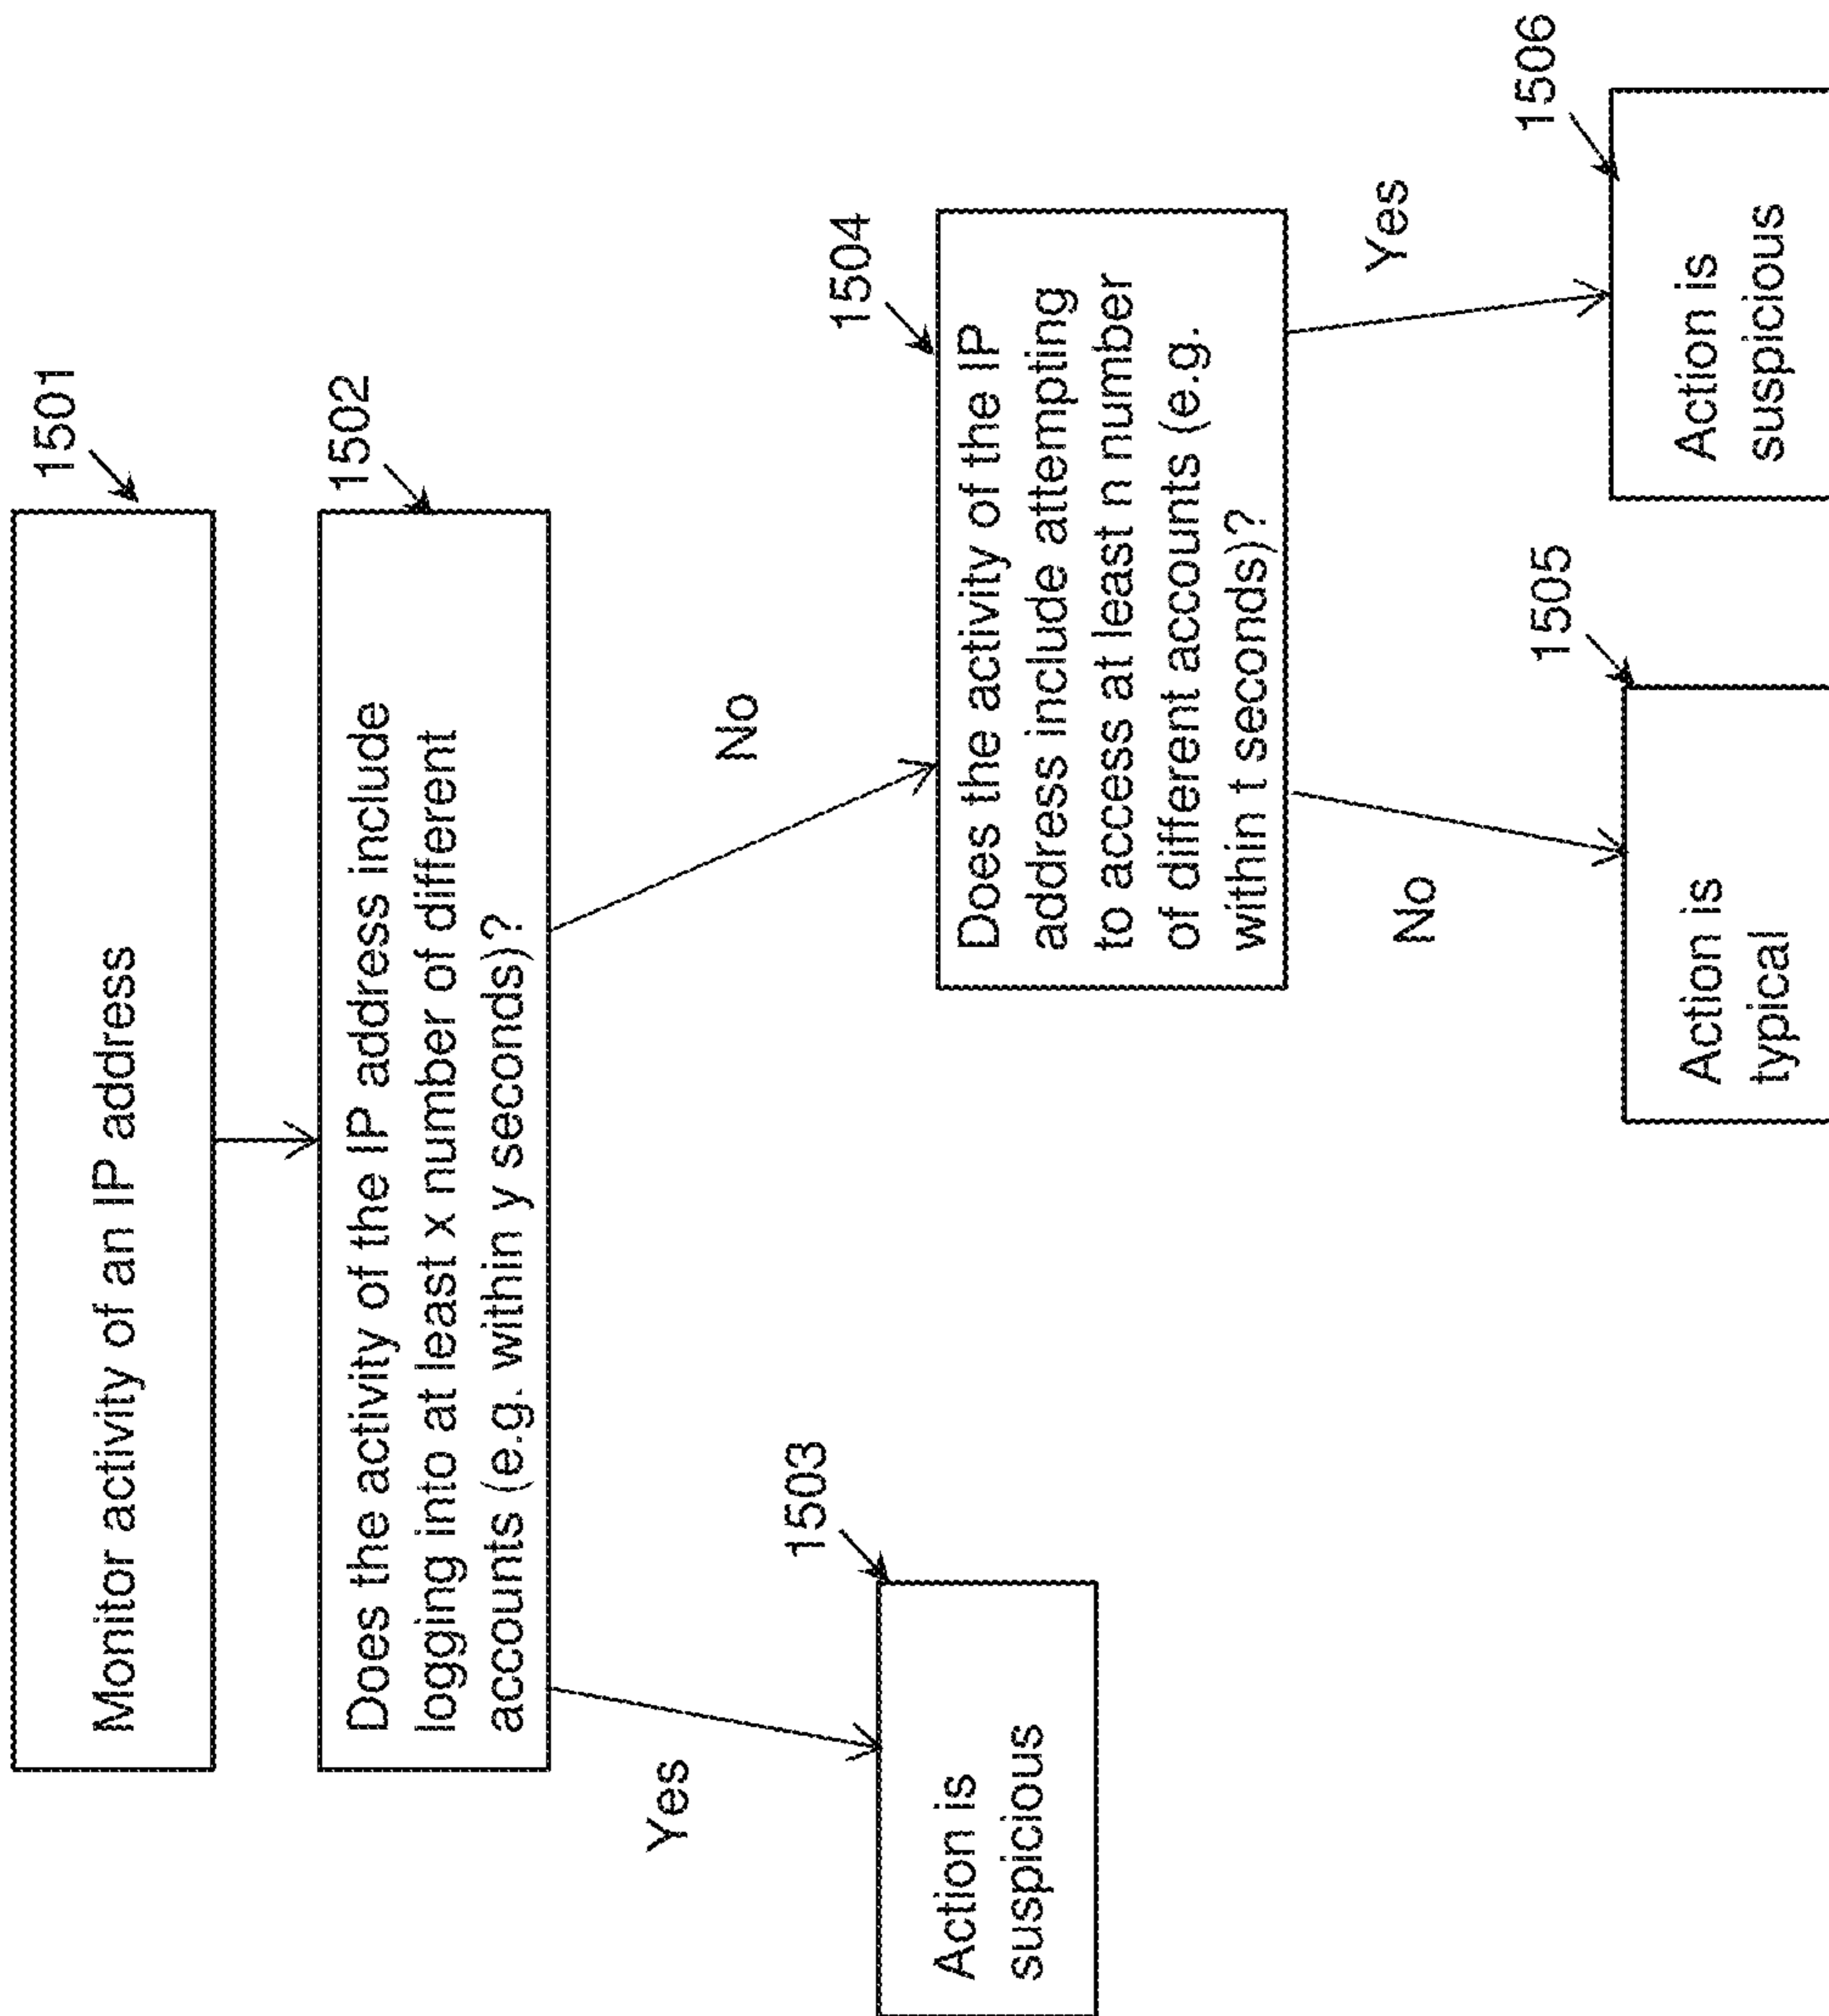 1501
Monitor activity of an IP address
1502
Does the activity of the IP address include
logging into at least x number of different
accounts (e.g. within y seconds)?
Yes
No
1503
Action is
suspicious
1504
Does the activity of the IP
address include attempting
to access at least n number
of different accounts (e.g.
within t seconds)?
No
Yes
1505
Action is
typical
1506
Action is
suspicious